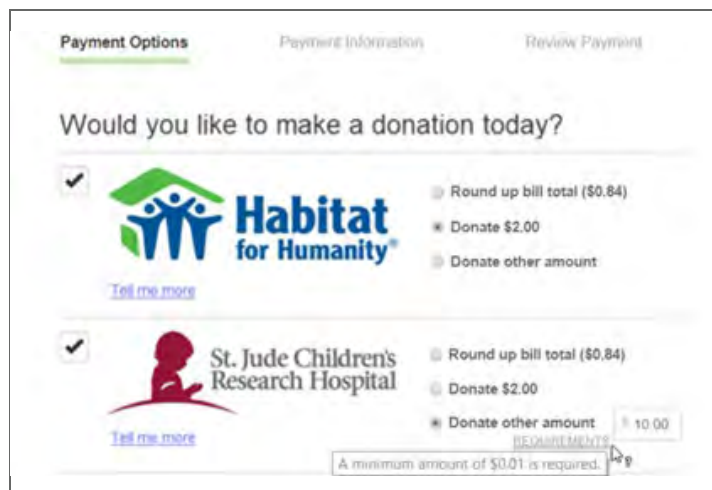 Payment Options Payment Information Review Payment
Would you like to make a donation today?
Habitat
for Humanity®
Round up bill total ($0.84)
Donate $2.00
Donate other amount
Tell me more
St. Jude Children's
Research Hospital
Round up bill total ($0.84)
Donate $2.00
Donate other amount $ 10.00
REQUIREMENTS
Tell me more
A minimum amount of $0.01 is required.